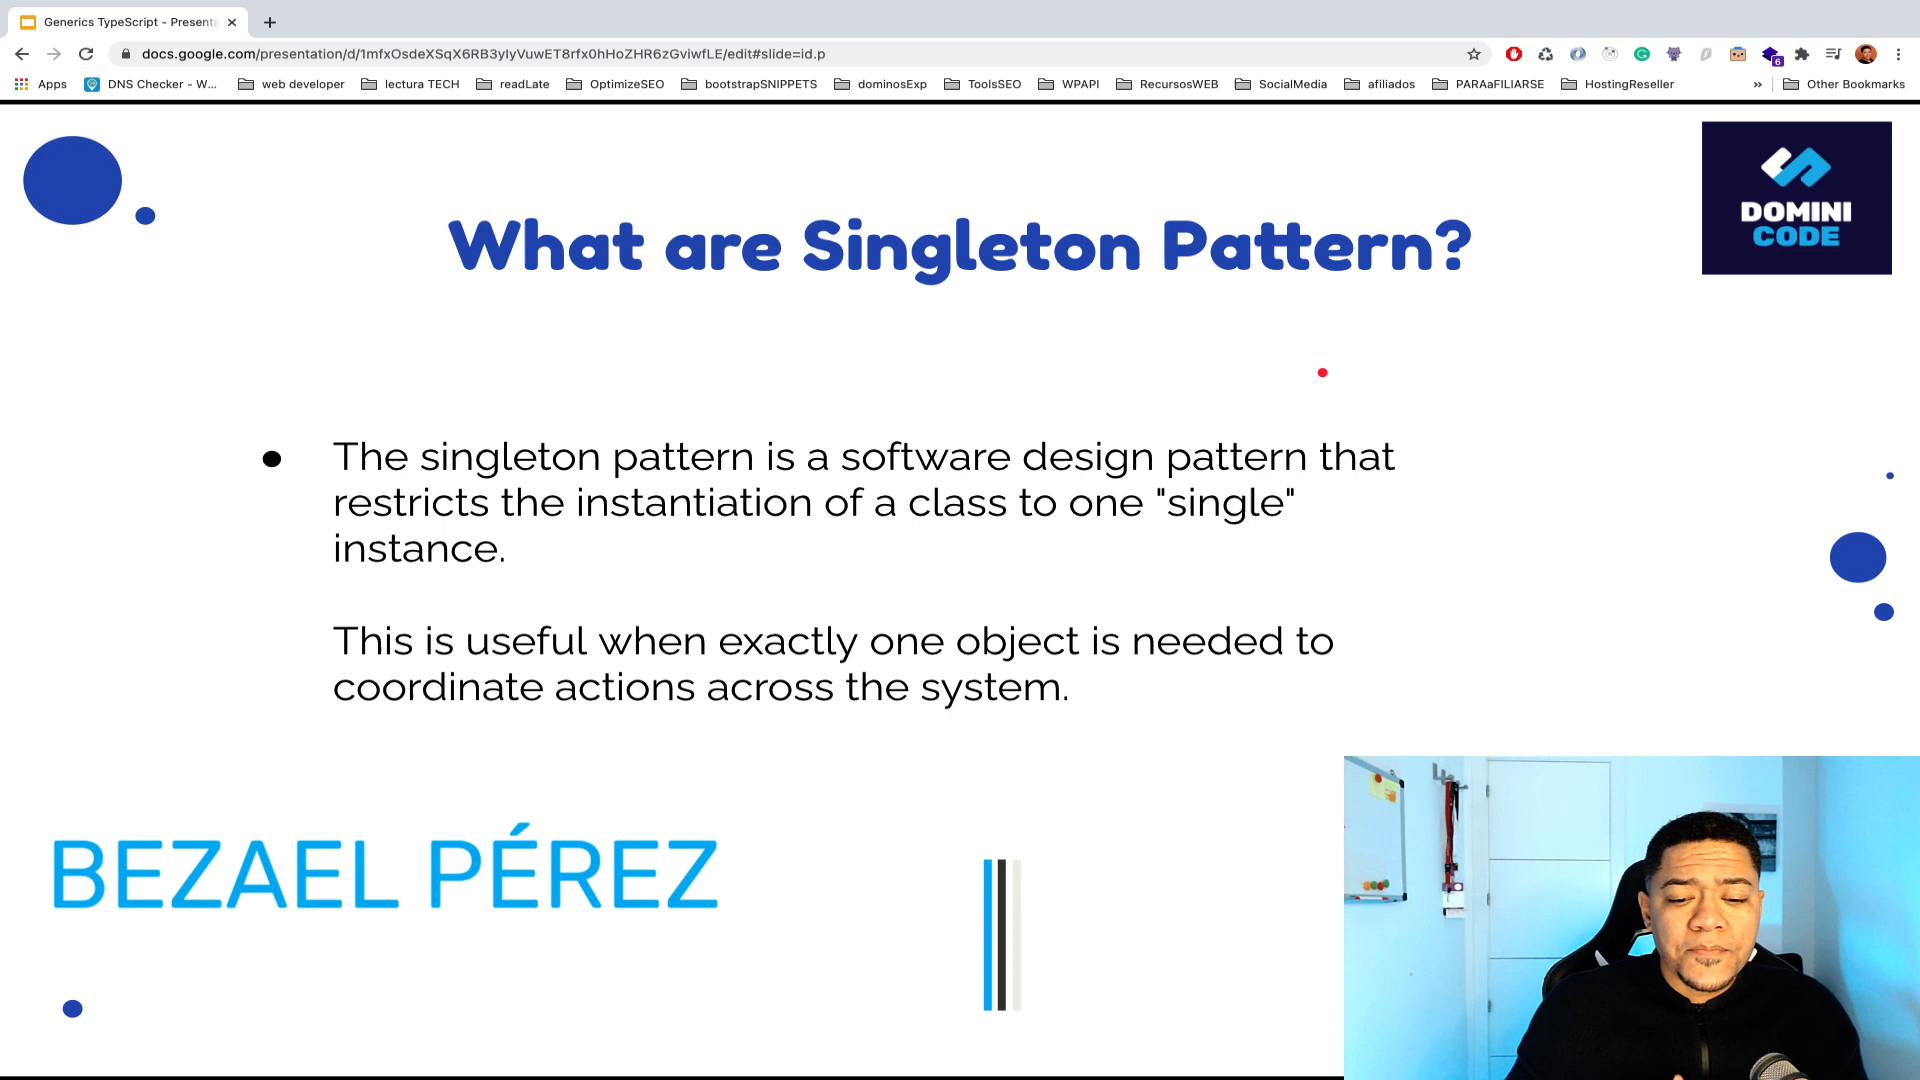 Generics TypeScript - Presenta
docs.google.com/presentation/d/1mfxOsdeXSqX6RB3yIyVuwET8rfx0hHoZHR6zGviwfLE/edit#slide=id.p
6
Apps
DNS Checker - W...
web developer
lectura TECH
readLate
OptimizeSEO
bootstrapSNIPPETS
dominosExp
ToolsSEO
WPAPI
RecursosWEB
SocialMedia
afiliados
PARAaFILIARSE
HostingReseller
»
Other Bookmarks
DOMINI
CODE
What are Singleton Pattern?
● The singleton pattern is a software design pattern that
restricts the instantiation of a class to one "single"
instance.
This is useful when exactly one object is needed to
coordinate actions across the system.
BEZAEL PÉREZ